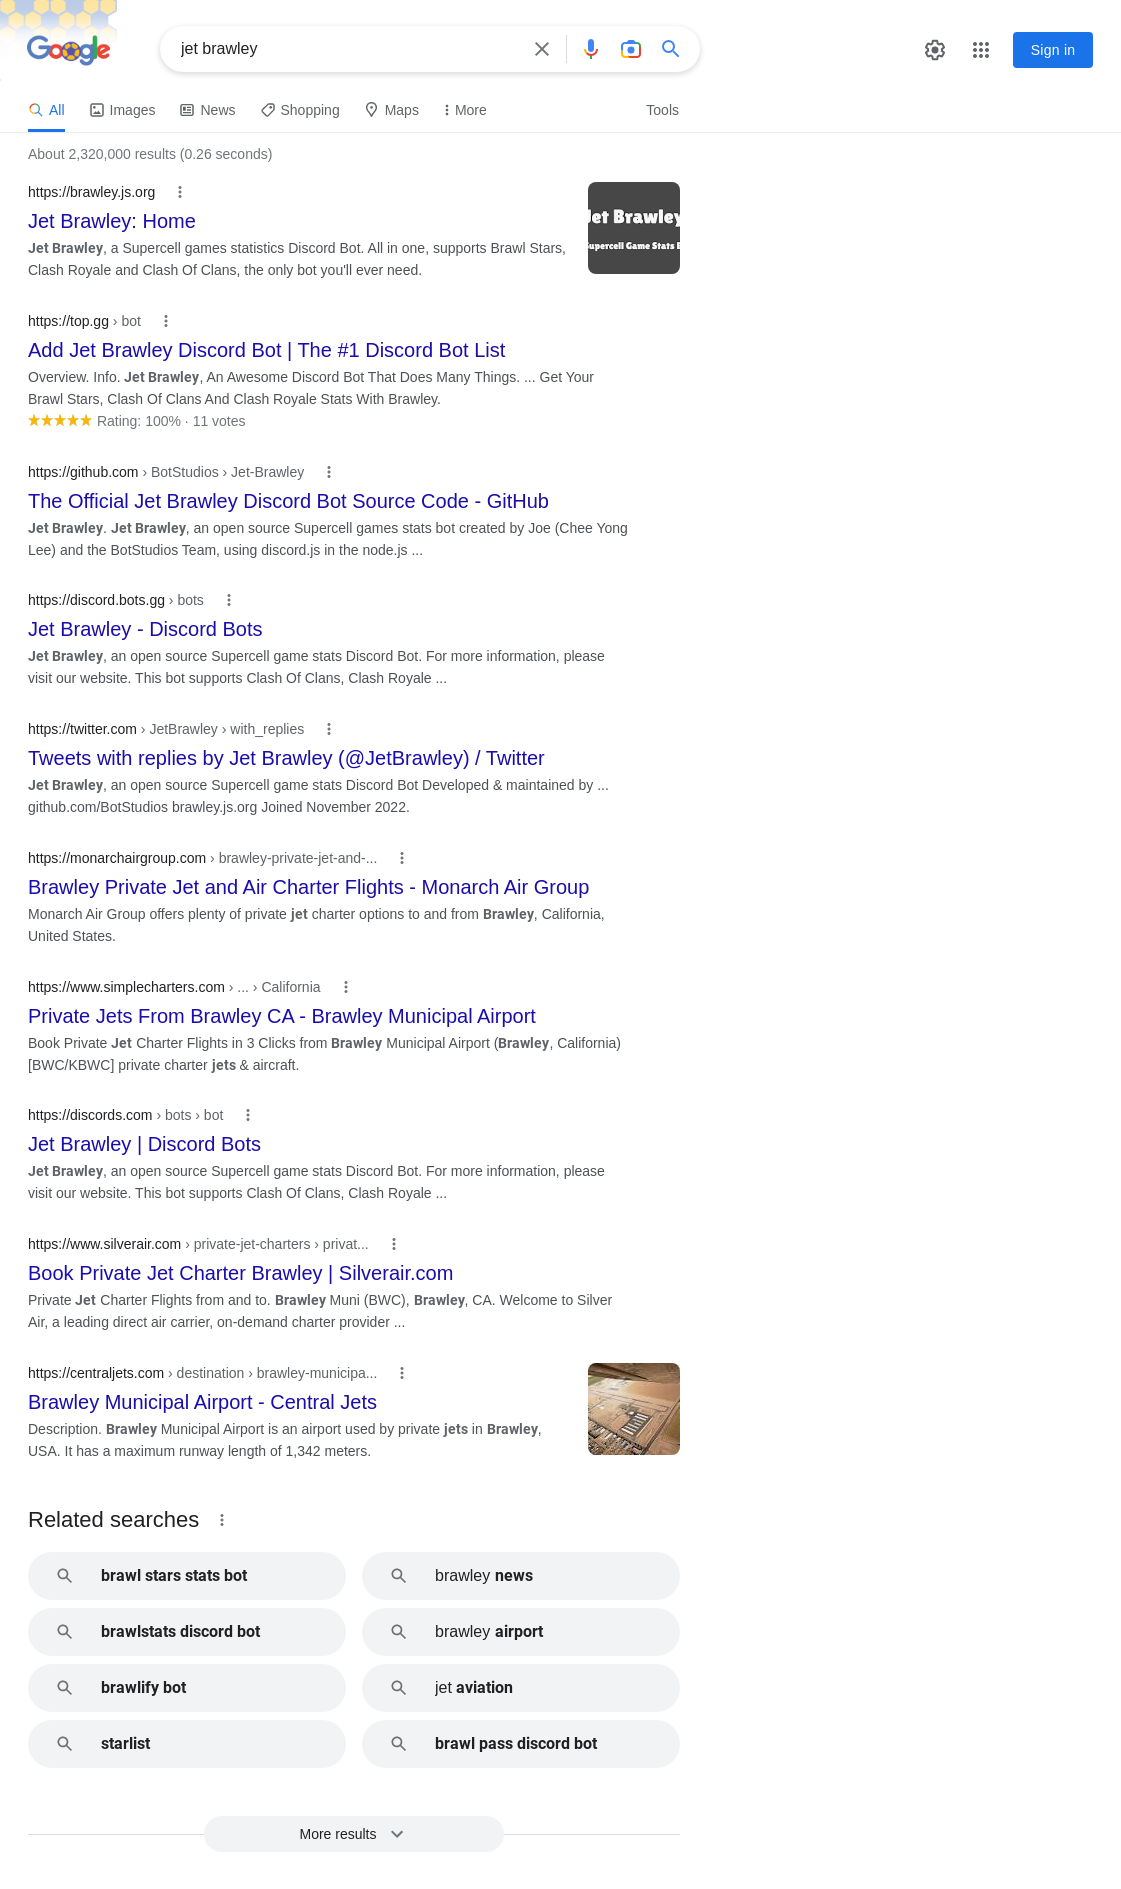 Google
jet brawley
Sign in
All
Images
News
Shopping
Maps
More
Tools
About 2,320,000 results (0.26 seconds)
https://brawley.js.org
Jet Brawley: Home
Jet Brawley, a Supercell games statistics Discord Bot. All in one, supports Brawl Stars,
Clash Royale and Clash Of Clans, the only bot you'll ever need.
Jet Brawley
Supercell Game Stats
https://top.gg › bot
Add Jet Brawley Discord Bot | The #1 Discord Bot List
Overview. Info. Jet Brawley, An Awesome Discord Bot That Does Many Things. ... Get Your
Brawl Stars, Clash Of Clans And Clash Royale Stats With Brawley.
Rating: 100% · 11 votes
https://github.com › BotStudios › Jet-Brawley
The Official Jet Brawley Discord Bot Source Code - GitHub
Jet Brawley. Jet Brawley, an open source Supercell games stats bot created by Joe (Chee Yong
Lee) and the BotStudios Team, using discord.js in the node.js ...
https://discord.bots.gg › bots
Jet Brawley - Discord Bots
Jet Brawley, an open source Supercell game stats Discord Bot. For more information, please
visit our website. This bot supports Clash Of Clans, Clash Royale ...
https://twitter.com › JetBrawley › with_replies
Tweets with replies by Jet Brawley (@JetBrawley) / Twitter
Jet Brawley, an open source Supercell game stats Discord Bot Developed & maintained by ...
github.com/BotStudios brawley.js.org Joined November 2022.
https://monarchairgroup.com › brawley-private-jet-and-...
Brawley Private Jet and Air Charter Flights - Monarch Air Group
Monarch Air Group offers plenty of private jet charter options to and from Brawley, California,
United States.
https://www.simplecharters.com › ... › California
Private Jets From Brawley CA - Brawley Municipal Airport
Book Private Jet Charter Flights in 3 Clicks from Brawley Municipal Airport (Brawley, California)
[BWC/KBWC] private charter jets & aircraft.
https://discords.com › bots › bot
Jet Brawley | Discord Bots
Jet Brawley, an open source Supercell game stats Discord Bot. For more information, please
visit our website. This bot supports Clash Of Clans, Clash Royale ...
https://www.silverair.com › private-jet-charters › privat...
Book Private Jet Charter Brawley | Silverair.com
Private Jet Charter Flights from and to. Brawley Muni (BWC), Brawley, CA. Welcome to Silver
Air, a leading direct air carrier, on-demand charter provider ...
https://centraljets.com › destination › brawley-municipa...
Brawley Municipal Airport - Central Jets
Description. Brawley Municipal Airport is an airport used by private jets in Brawley,
USA. It has a maximum runway length of 1,342 meters.
Related searches
brawl stars stats bot
brawley news
brawlstats discord bot
brawley airport
brawlify bot
jet aviation
starlist
brawl pass discord bot
More results